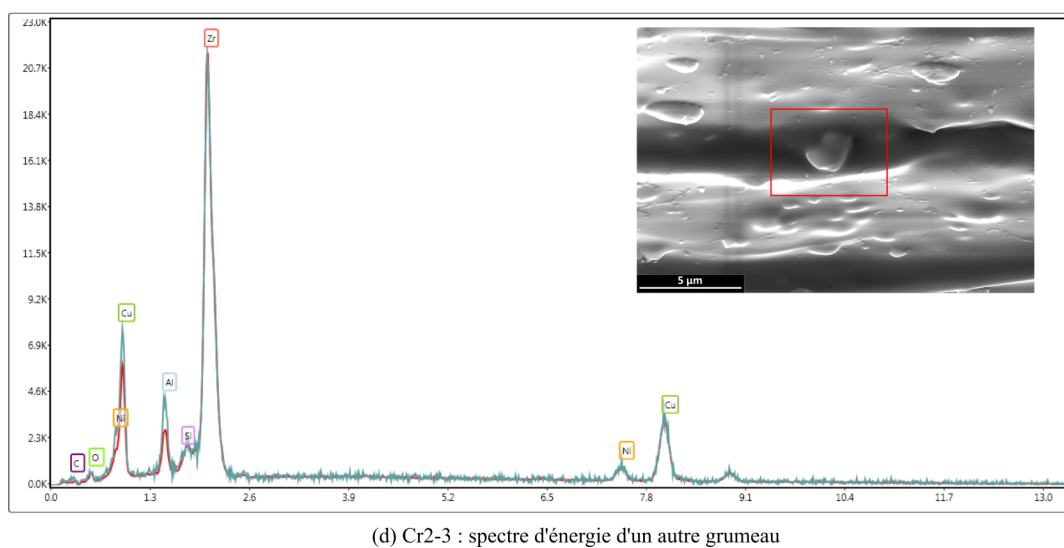 23.0K
20.7K
18.4K
16.1K
13.8K
11.5K
9.2K
6.9K
4.6K
2.3K
0.0K
Zr
Cu
Ni
Al
Si
C
O
Ni
Cu
5 μm
0.0 1.3 2.6 3.9 5.2 6.5 7.8 9.1 10.4 11.7 13.0
(d) Cr2-3 : spectre d'énergie d'un autre grumeau